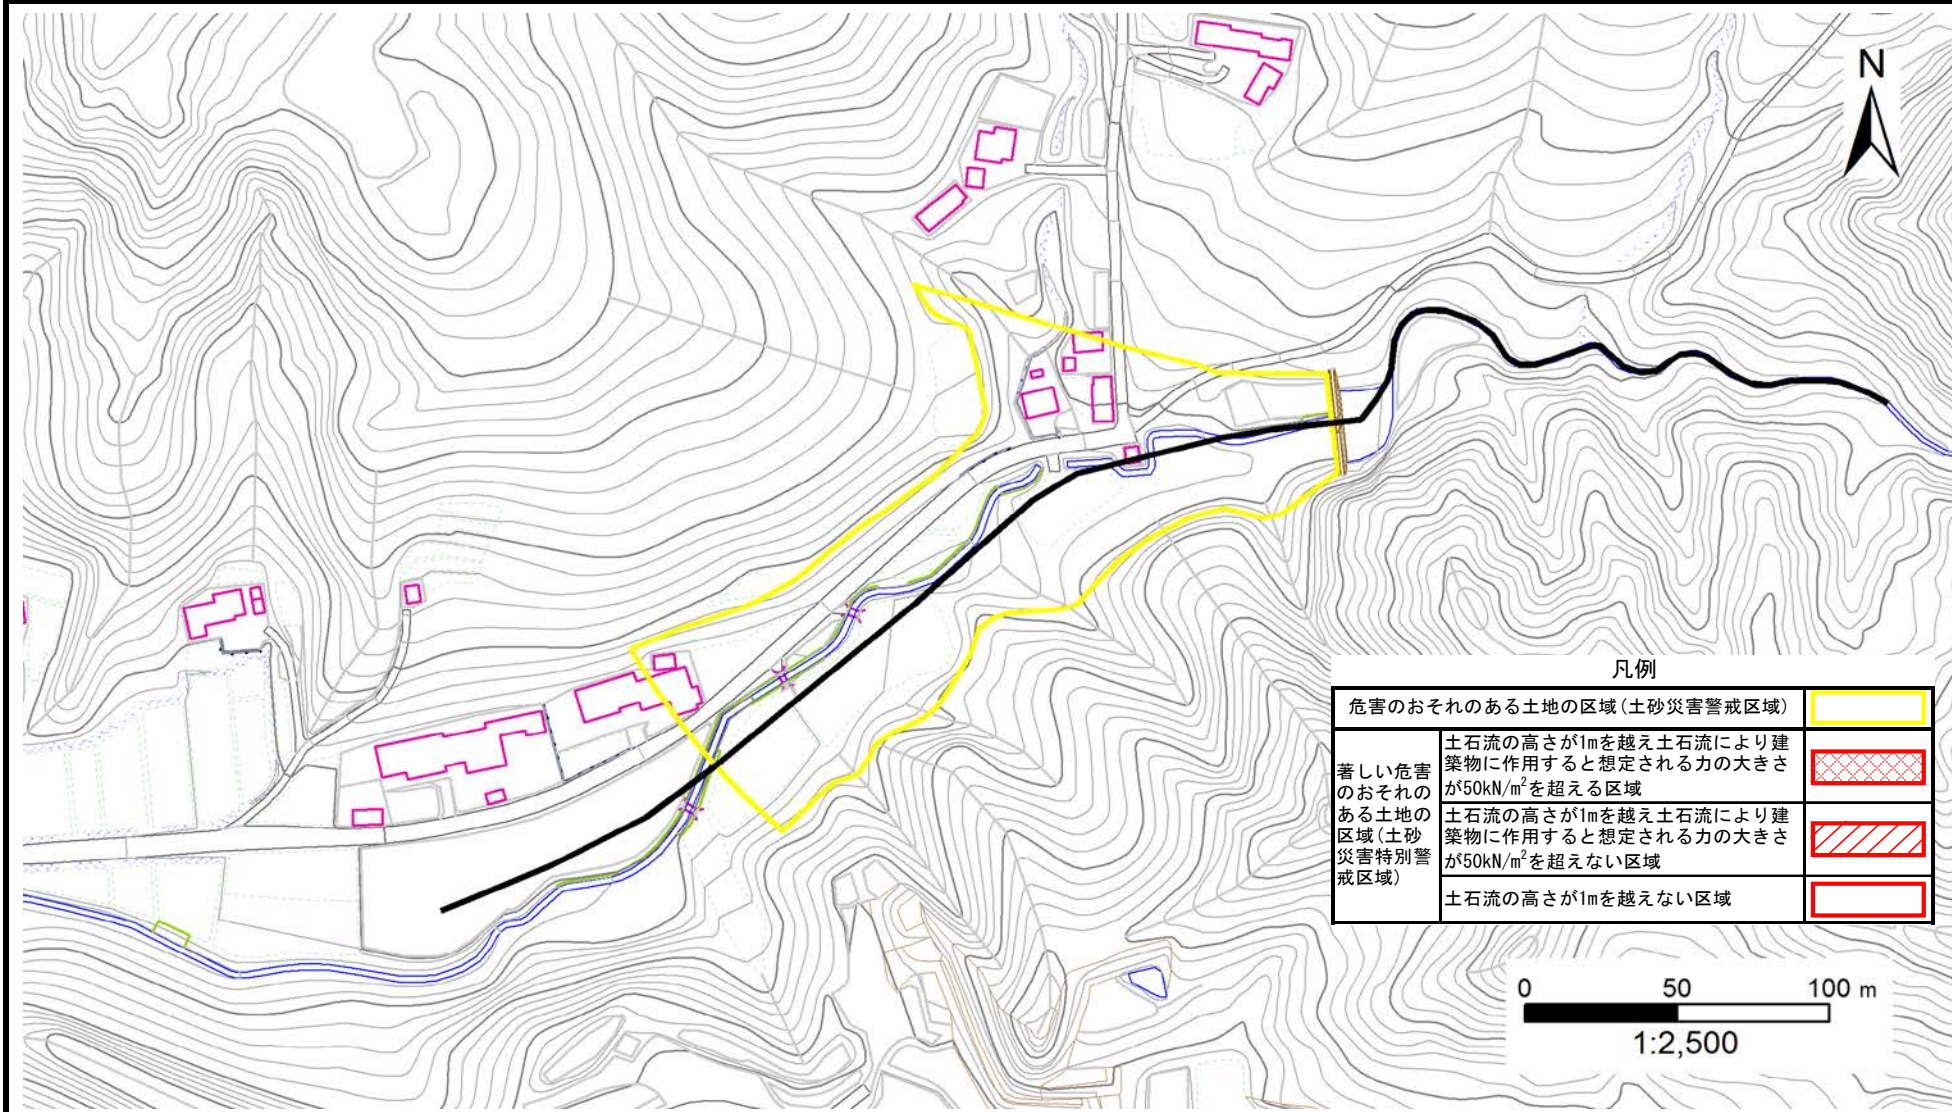 N
凡例
危害のおそれのある土地の区域(土砂災害警戒区域)
著しい危害
のおそれの
ある土地の
区域(土砂
災害特別警
戒区域)
土石流の高さが1mを越え土石流により建
築物に作用すると想定される力の大きさ
が50kN/m²を超える区域
土石流の高さが1mを越え土石流により建
築物に作用すると想定される力の大きさ
が50kN/m²を超えない区域
土石流の高さが1mを越えない区域
0 50 100 m
1:2,500